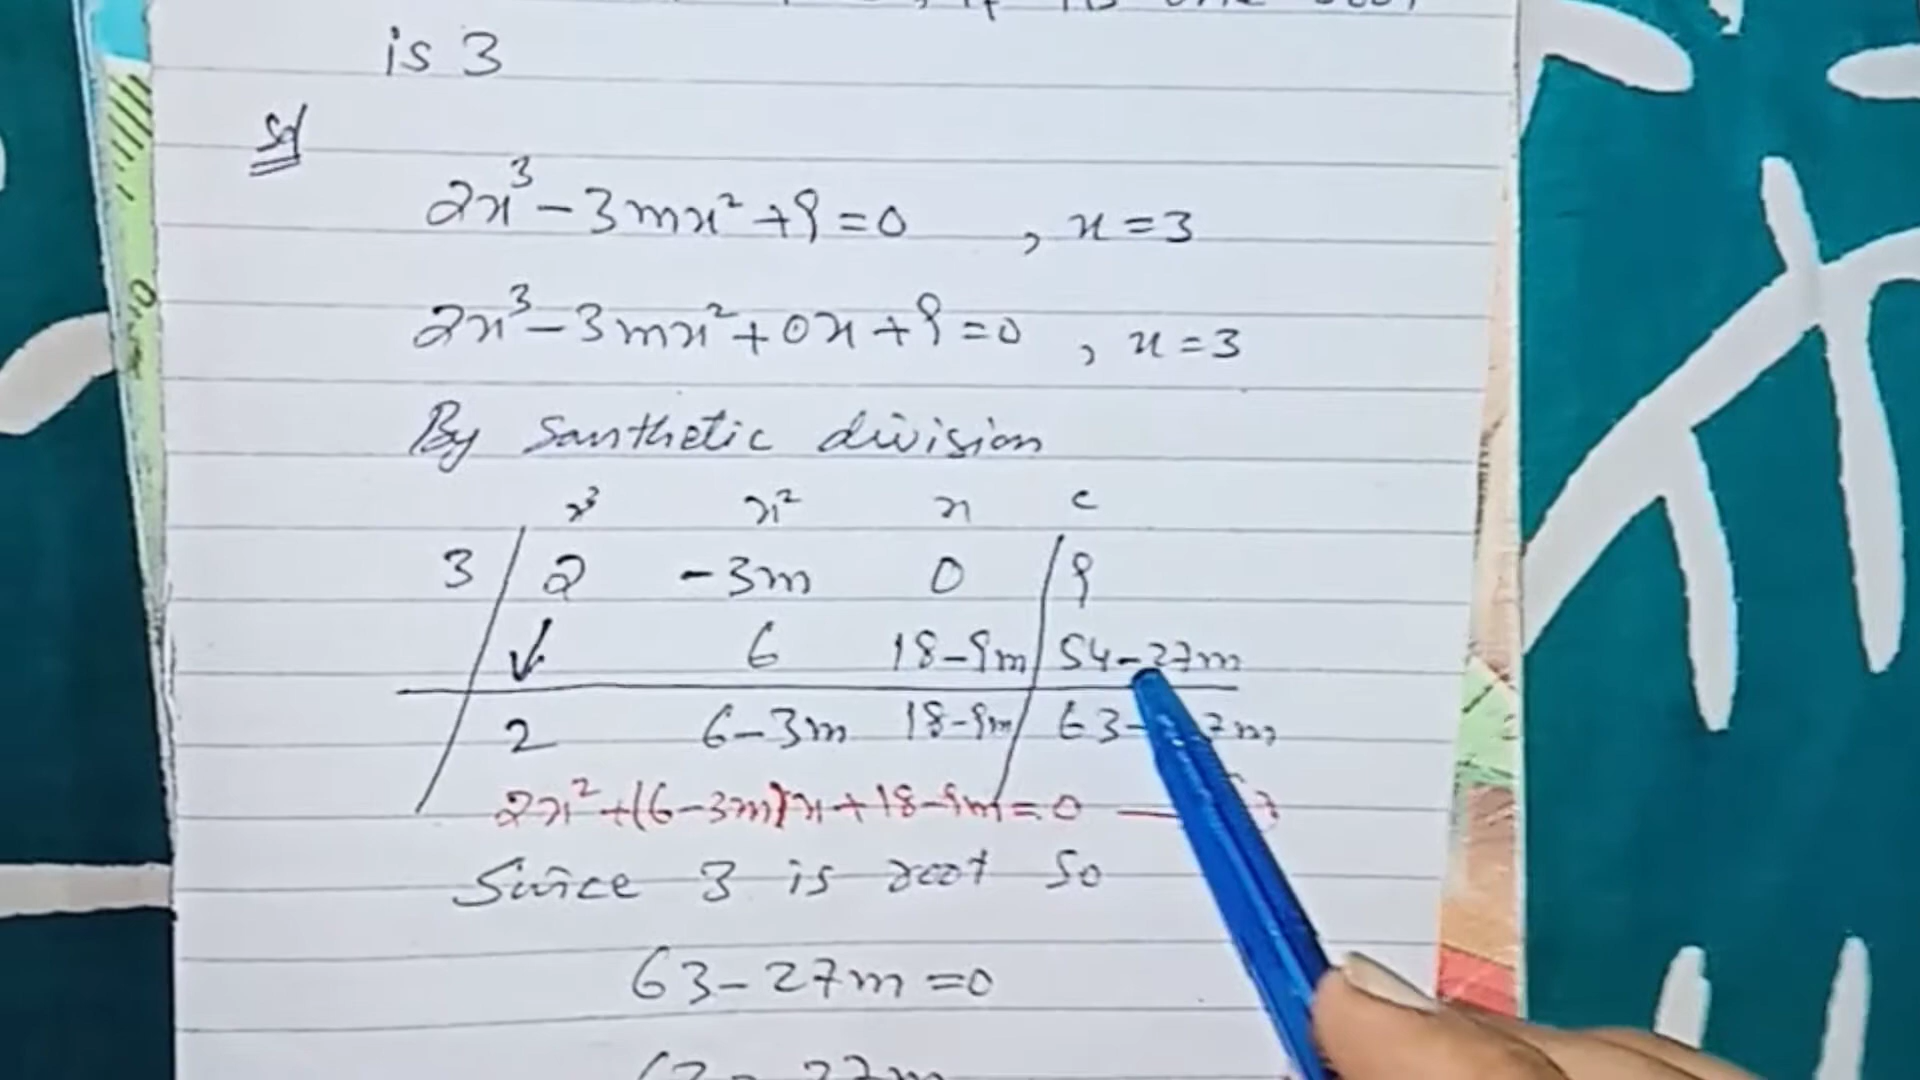 is 3
Sol
2x³ - 3mx² + 9 = 0 , x = 3
2x³ - 3mx² + 0x + 9 = 0 , x = 3
By Santhetic division
x³ x² x c
3 2 -3m 0 9
6 18-9m 54-27m
2 6-3m 18-9m 63-27m
2x² + (6-3m)x + 18-9m = 0
Since 3 is root So
63 - 27m = 0